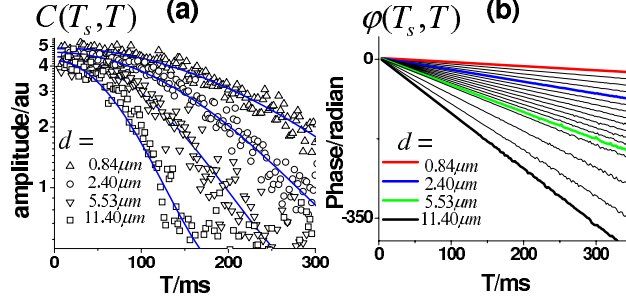 C(Ts,T) (a)
amplitude/au
5
4
3
2
1
d =
0.84μm
2.40μm
5.53μm
11.40μm
0 100 200 300
T/ms
φ(Ts,T) (b)
Phase/radian
0
-350
d =
0.84μm
2.40μm
5.53μm
11.40μm
0 100 200 300
T/ms